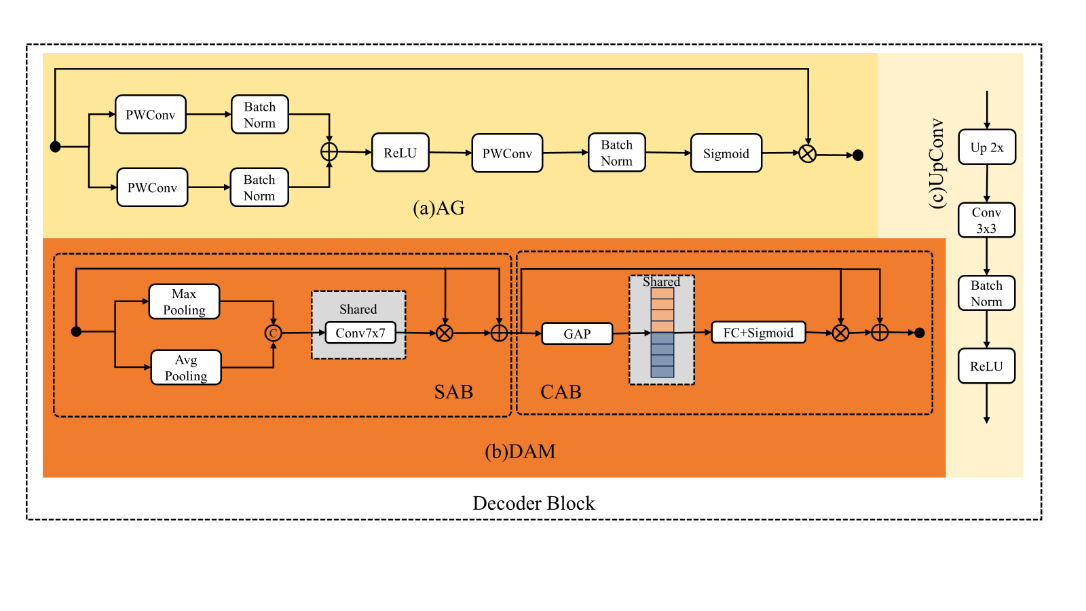 PWConv
Batch
Norm
PWConv
Batch
Norm
ReLU
PWConv
Batch
Norm
Sigmoid
(a)AG
Max
Pooling
Avg
Pooling
C
Shared
Conv7x7
SAB
GAP
Shared
FC+Sigmoid
CAB
(b)DAM
(c)UpConv
Up 2x
Conv
3x3
Batch
Norm
ReLU
Decoder Block